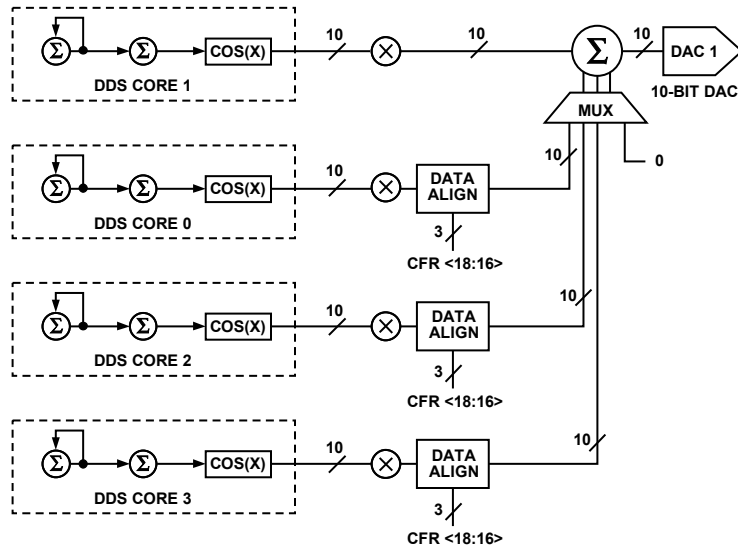 Σ Σ COS(X) 10 × 10 Σ 10 DAC 1
DDS CORE 1
10-BIT DAC
MUX
Σ Σ COS(X) 10 × DATA
ALIGN
10
0
DDS CORE 0
3
CFR <18:16>
Σ Σ COS(X) 10 × DATA
ALIGN
10
DDS CORE 2
3
CFR <18:16>
Σ Σ COS(X) 10 × DATA
ALIGN
10
DDS CORE 3
3
CFR <18:16>